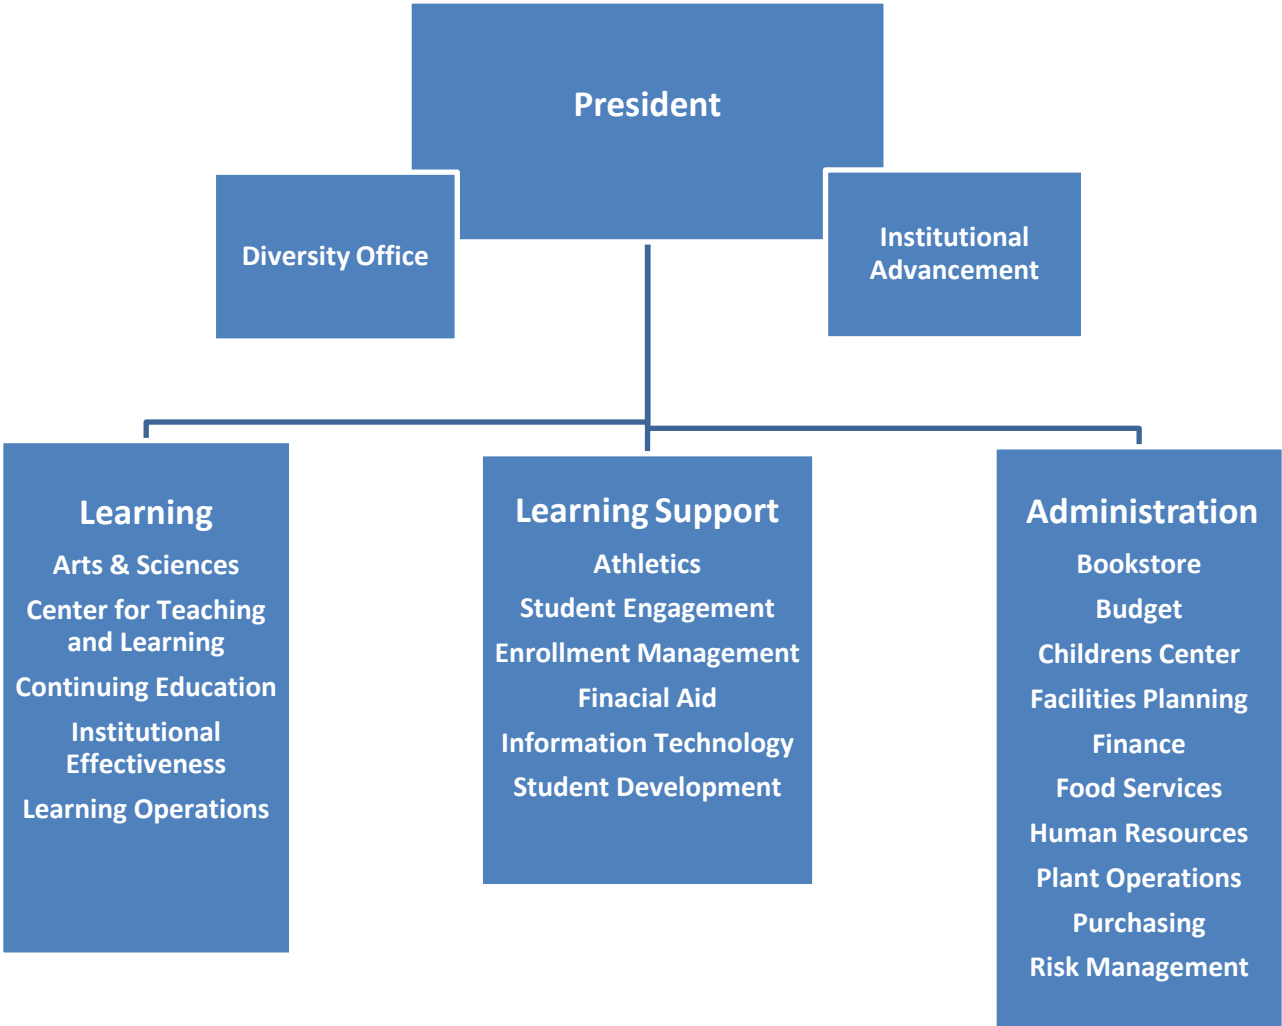 President
Diversity Office
Institutional
Advancement
Learning
Arts & Sciences
Center for Teaching
and Learning
Continuing Education
Institutional
Effectiveness
Learning Operations
Learning Support
Athletics
Student Engagement
Enrollment Management
Finacial Aid
Information Technology
Student Development
Administration
Bookstore
Budget
Childrens Center
Facilities Planning
Finance
Food Services
Human Resources
Plant Operations
Purchasing
Risk Management